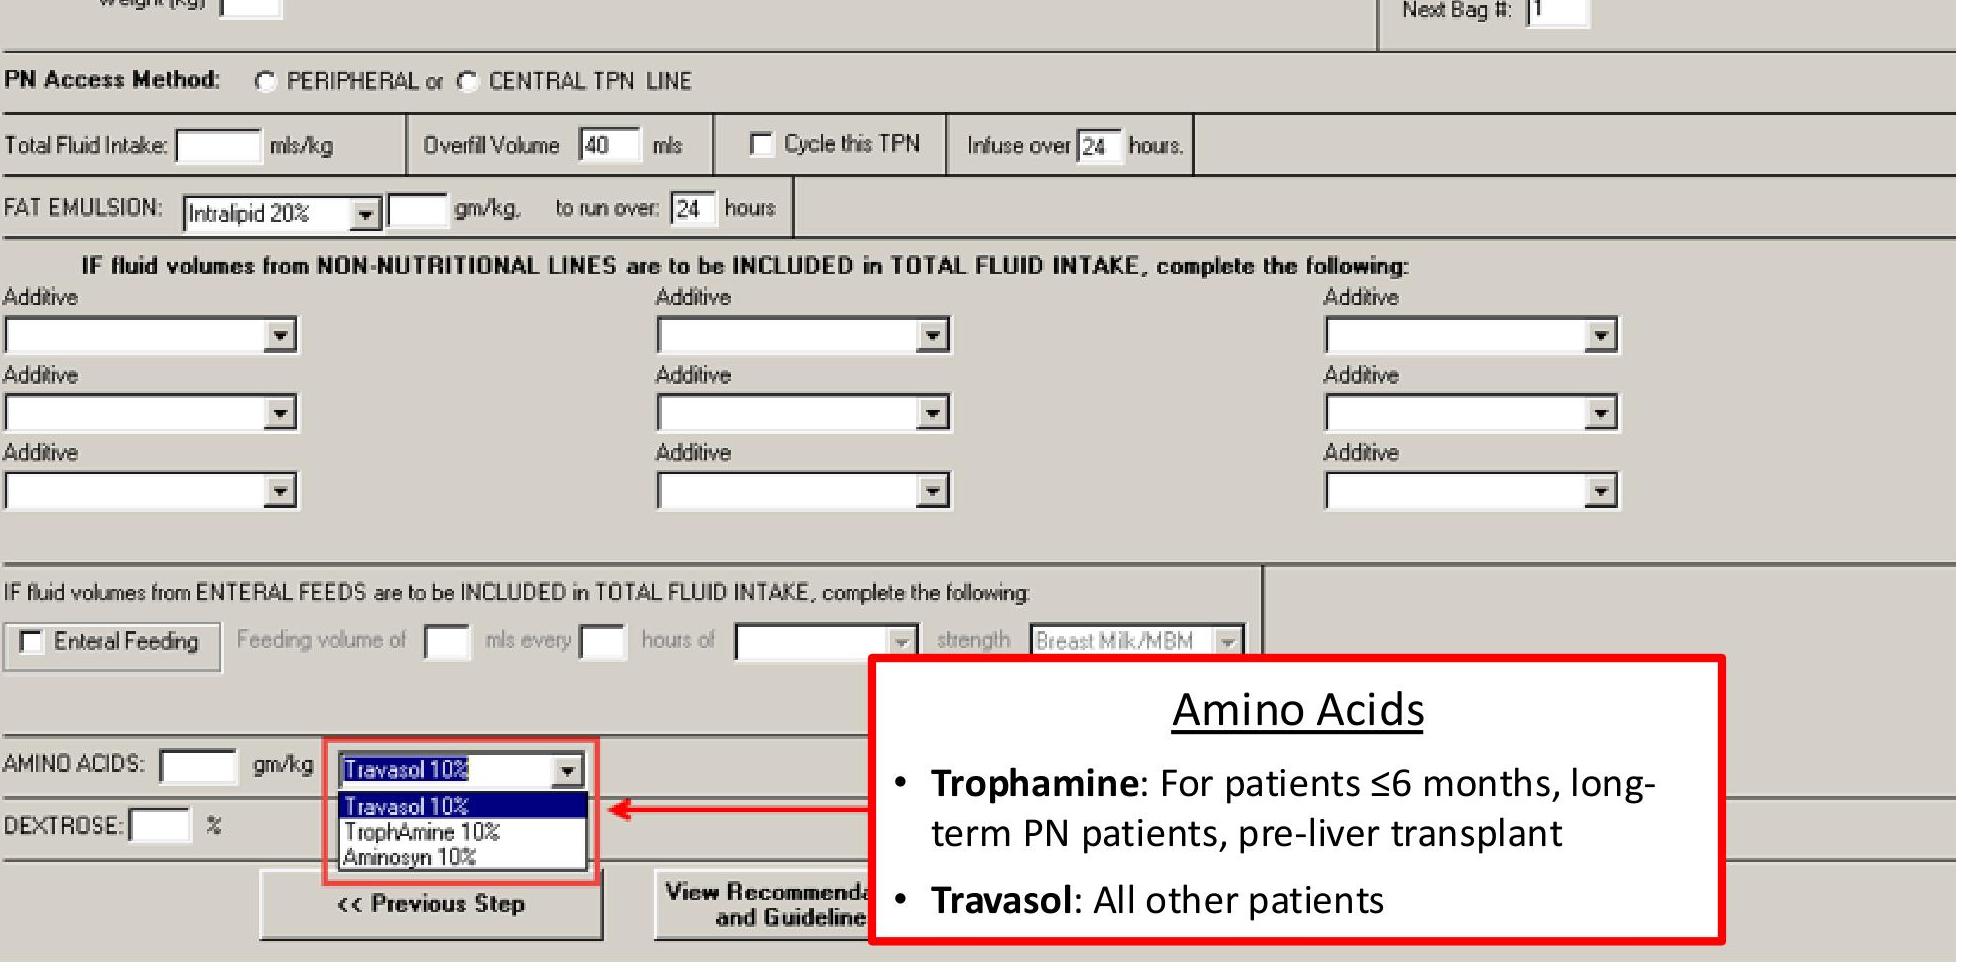 Weight (kg)
Next Bag #: 1
PN Access Method: PERIPHERAL or CENTRAL TPN LINE
Total Fluid Intake: mls/kg Overfill Volume 40 mls Cycle this TPN Infuse over 24 hours.
FAT EMULSION: Intralipid 20% gm/kg, to run over: 24 hours
IF fluid volumes from NON-NUTRITIONAL LINES are to be INCLUDED in TOTAL FLUID INTAKE, complete the following:
Additive Additive Additive
Additive Additive Additive
Additive Additive Additive
IF fluid volumes from ENTERAL FEEDS are to be INCLUDED in TOTAL FLUID INTAKE, complete the following:
Enteral Feeding Feeding volume of mls every hours of strength Breast Milk/MBM
AMINO ACIDS: gm/kg Travasol 10%
Travasol 10%
TrophAmine 10%
Aminosyn 10%
DEXTROSE: %
<< Previous Step
View Recommenda
and Guideline
Amino Acids
• Trophamine: For patients ≤6 months, long-
term PN patients, pre-liver transplant
• Travasol: All other patients